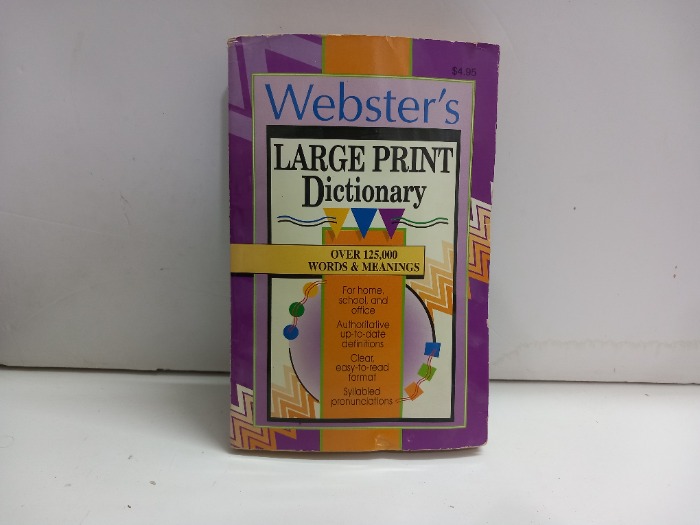 $4.95
Webster's
LARGE PRINT
Dictionary
OVER 125,000
WORDS & MEANINGS
For home,
school, and
office
Authoritative
up-to-date
definitions
Clear,
easy-to-read
format
Syllabled
pronunciations